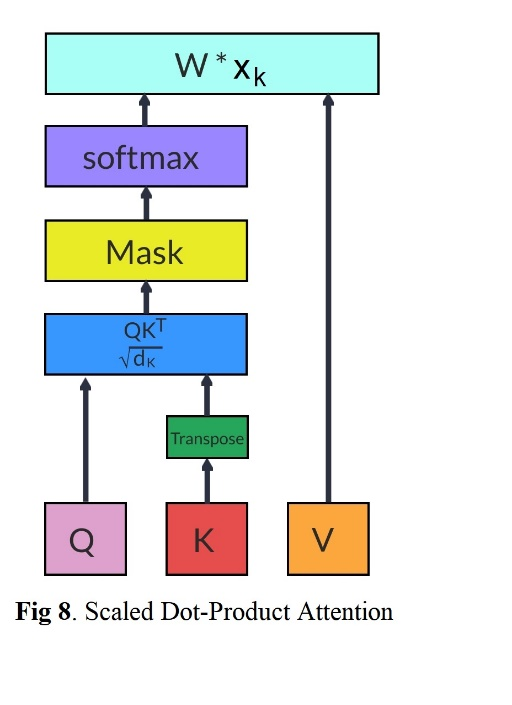 W * xₖ
softmax
Mask
QKᵀ
√dₖ
Transpose
Q K V
Fig 8. Scaled Dot-Product Attention